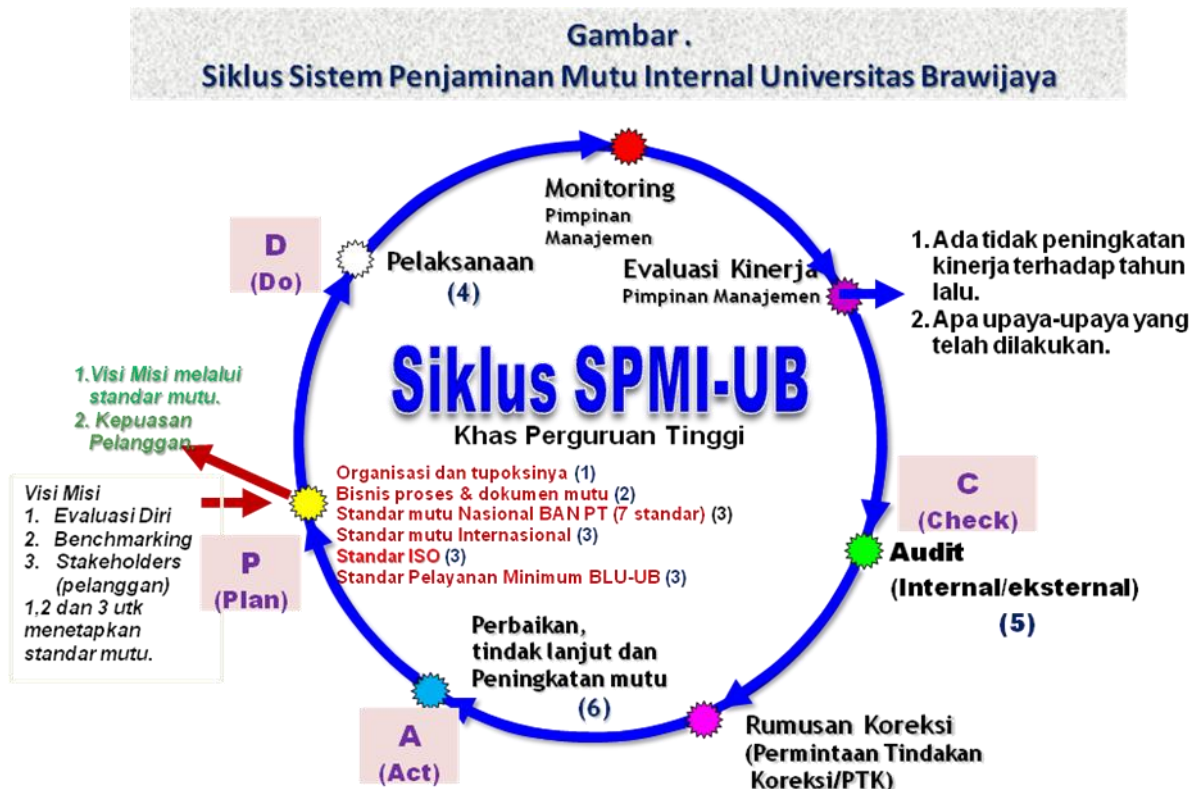 Gambar .
Siklus Sistem Penjaminan Mutu Internal Universitas Brawijaya
Monitoring
Pimpinan
Manajemen
D
(Do)
Pelaksanaan
(4)
Evaluasi Kinerja
Pimpinan Manajemen
1. Ada tidak peningkatan
kinerja terhadap tahun
lalu.
2. Apa upaya-upaya yang
telah dilakukan.
Siklus SPMI-UB
Khas Perguruan Tinggi
1.Visi Misi melalui
standar mutu.
2. Kepuasan
Pelanggan.
Organisasi dan tupoksinya (1)
Bisnis proses & dokumen mutu (2)
Standar mutu Nasional BAN PT (7 standar) (3)
Standar mutu Internasional (3)
Standar ISO (3)
Standar Pelayanan Minimum BLU-UB (3)
Visi Misi
1. Evaluasi Diri
2. Benchmarking
3. Stakeholders
(pelanggan)
1,2 dan 3 utk
menetapkan
standar mutu.
P
(Plan)
C
(Check)
Audit
(Internal/eksternal)
(5)
Perbaikan,
tindak lanjut dan
Peningkatan mutu
(6)
A
(Act)
Rumusan Koreksi
(Permintaan Tindakan
Koreksi/PTK)